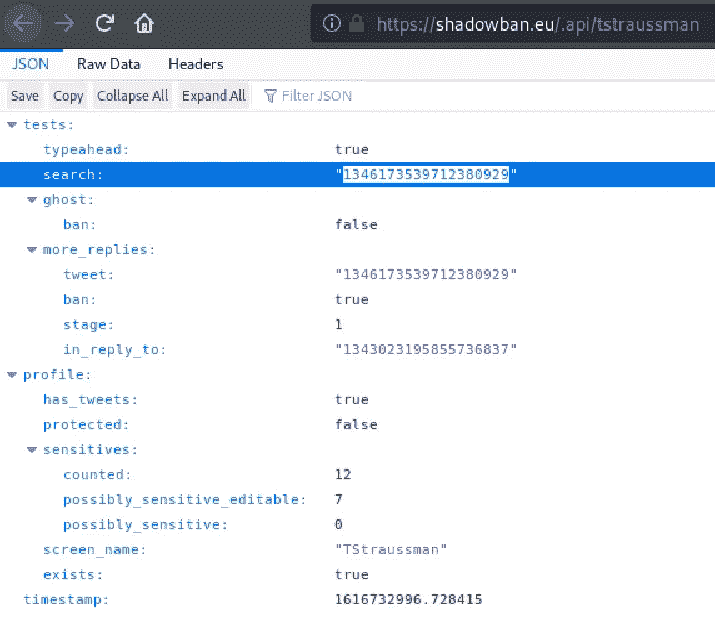 https://shadowban.eu/.api/tstraussman
JSON Raw Data Headers
Save Copy Collapse All Expand All Filter JSON
tests:
typeahead: true
search: "1346173539712380929"
ghost:
ban: false
more_replies:
tweet: "1346173539712380929"
ban: true
stage: 1
in_reply_to: "1343023195855736837"
profile:
has_tweets: true
protected: false
sensitives:
counted: 12
possibly_sensitive_editable: 7
possibly_sensitive: 0
screen_name: "TStraussman"
exists: true
timestamp: 1616732996.728415